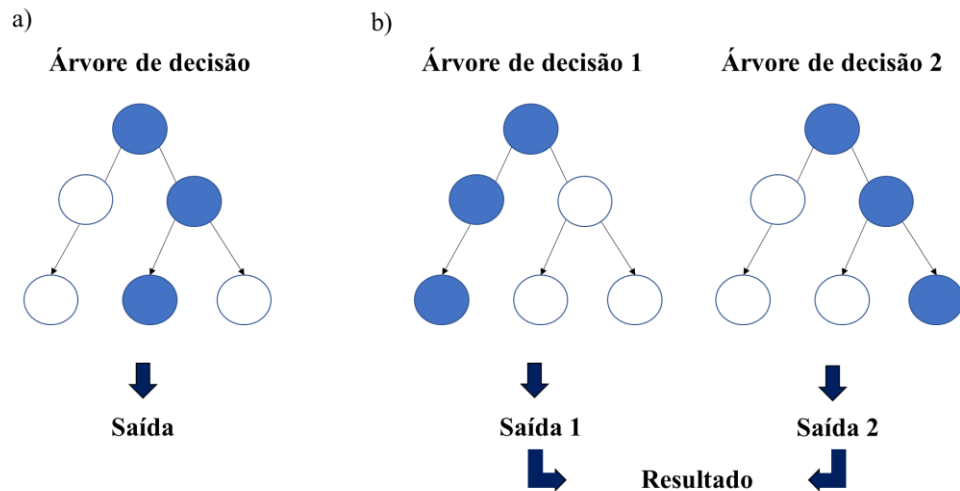 a)
Árvore de decisão
Saída
b)
Árvore de decisão 1
Árvore de decisão 2
Saída 1
Saída 2
Resultado